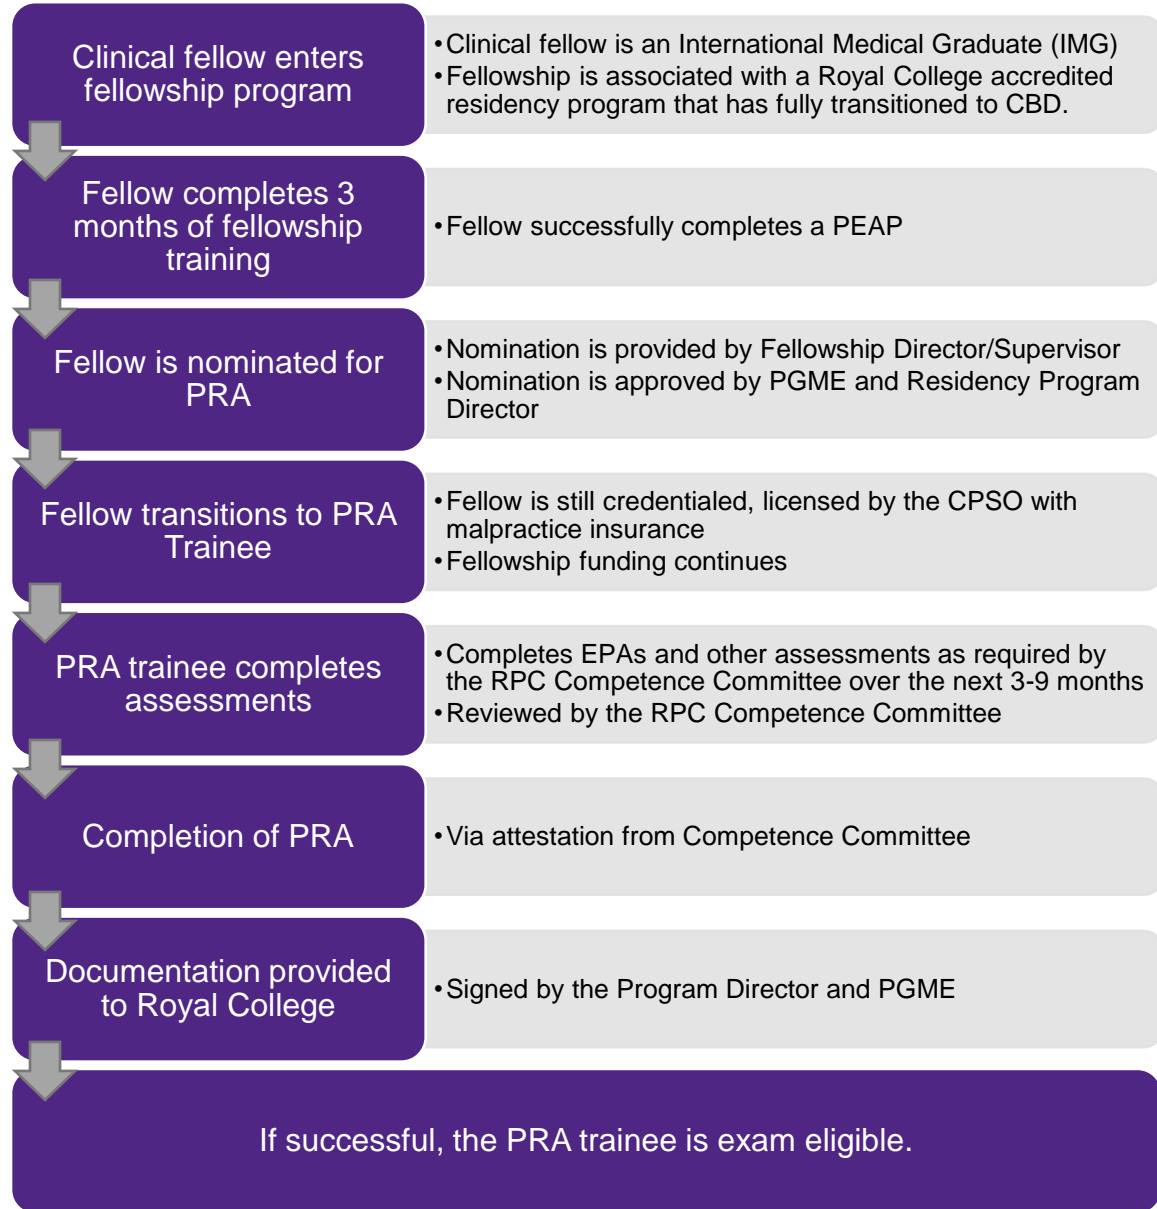 Clinical fellow enters
fellowship program
•Clinical fellow is an International Medical Graduate (IMG)
•Fellowship is associated with a Royal College accredited
residency program that has fully transitioned to CBD.
Fellow completes 3
months of fellowship
training
•Fellow successfully completes a PEAP
Fellow is nominated for
PRA
•Nomination is provided by Fellowship Director/Supervisor
•Nomination is approved by PGME and Residency Program
Director
Fellow transitions to PRA
Trainee
•Fellow is still credentialed, licensed by the CPSO with
malpractice insurance
•Fellowship funding continues
PRA trainee completes
assessments
•Completes EPAs and other assessments as required by
the RPC Competence Committee over the next 3-9 months
•Reviewed by the RPC Competence Committee
Completion of PRA
•Via attestation from Competence Committee
Documentation provided
to Royal College
•Signed by the Program Director and PGME
If successful, the PRA trainee is exam eligible.